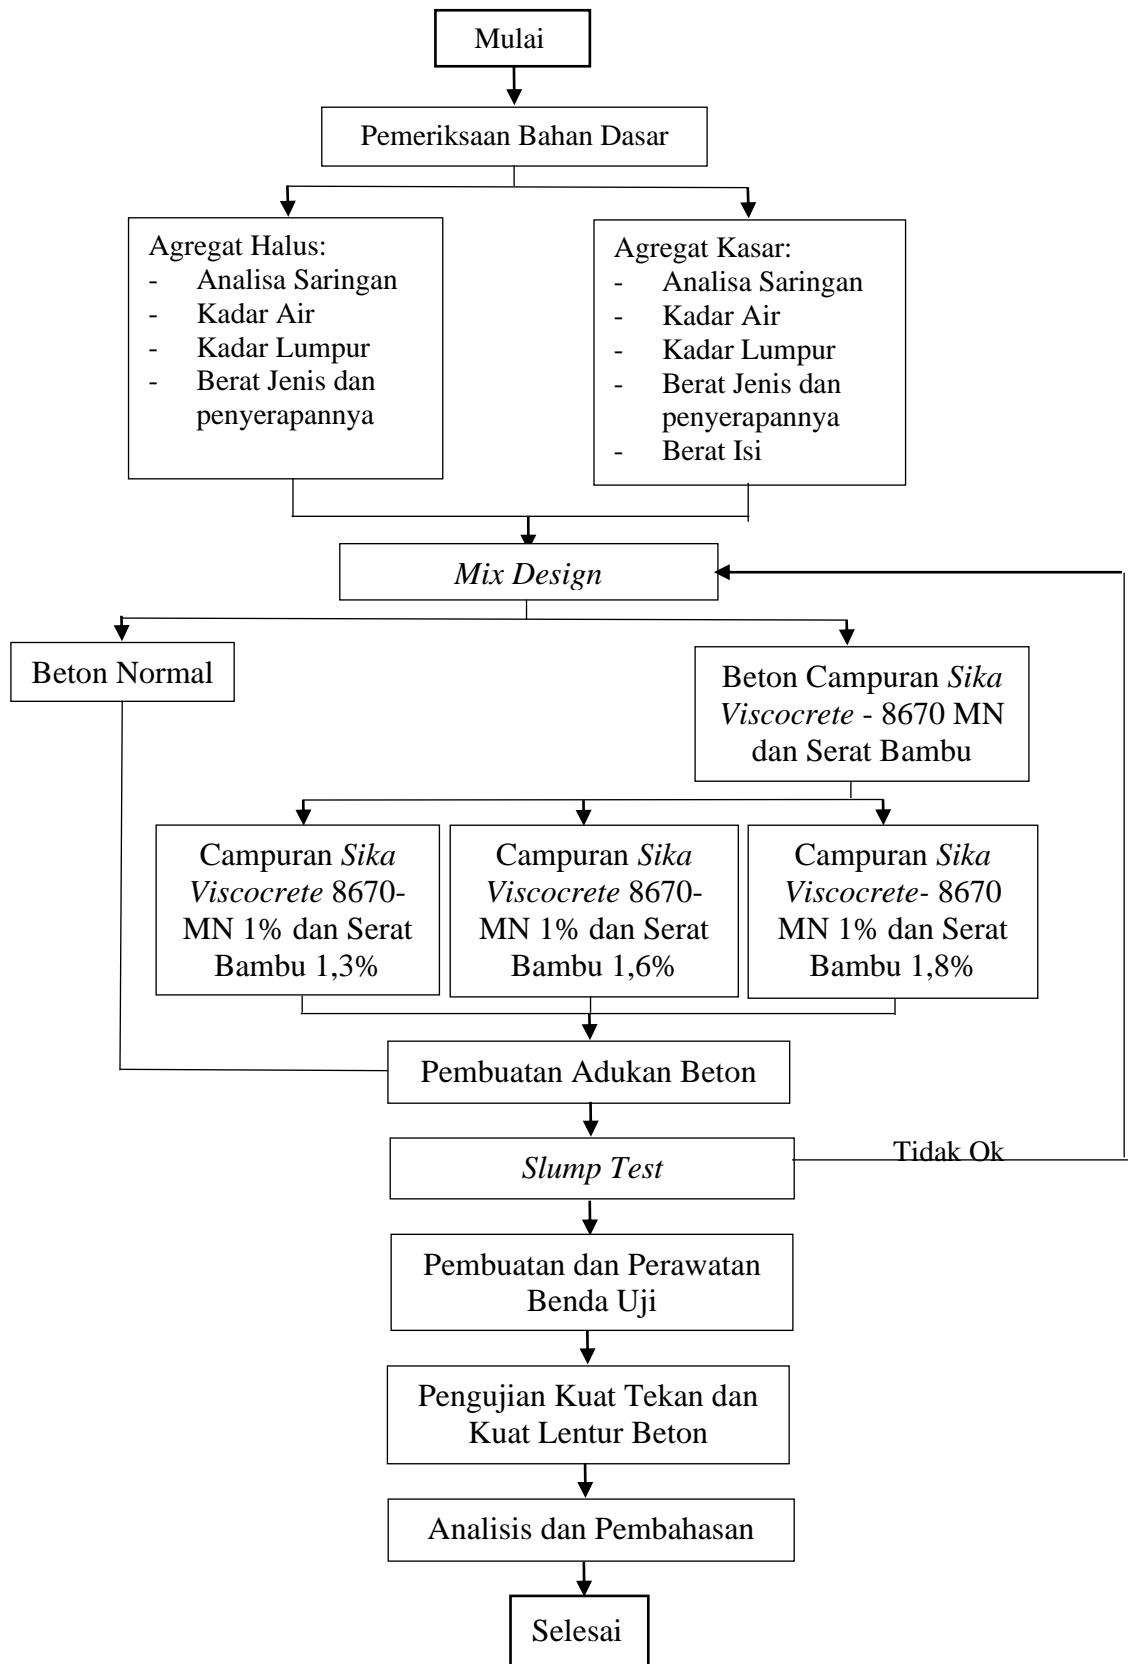 Mulai
Pemeriksaan Bahan Dasar
Agregat Halus:
- Analisa Saringan
- Kadar Air
- Kadar Lumpur
- Berat Jenis dan
penyerapannya
Agregat Kasar:
- Analisa Saringan
- Kadar Air
- Kadar Lumpur
- Berat Jenis dan
penyerapannya
- Berat Isi
Mix Design
Beton Normal
Beton Campuran Sika
Viscocrete - 8670 MN
dan Serat Bambu
Campuran Sika
Viscocrete 8670-
MN 1% dan Serat
Bambu 1,3%
Campuran Sika
Viscocrete 8670-
MN 1% dan Serat
Bambu 1,6%
Campuran Sika
Viscocrete- 8670
MN 1% dan Serat
Bambu 1,8%
Pembuatan Adukan Beton
Slump Test
Tidak Ok
Pembuatan dan Perawatan
Benda Uji
Pengujian Kuat Tekan dan
Kuat Lentur Beton
Analisis dan Pembahasan
Selesai